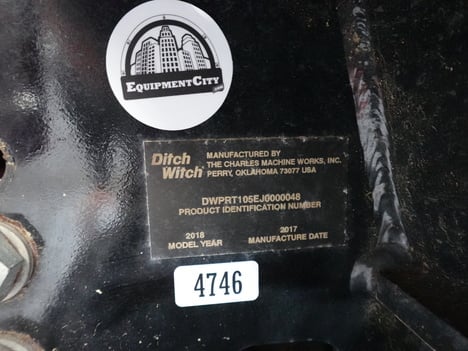 EQUIPMENTCITY
.com
Ditch
Witch
MANUFACTURED BY
THE CHARLES MACHINE WORKS, INC.
PERRY, OKLAHOMA 73077 USA
DWPRT105EJ0000048
PRODUCT IDENTIFICATION NUMBER
2018
MODEL YEAR
2017
MANUFACTURE DATE
4746